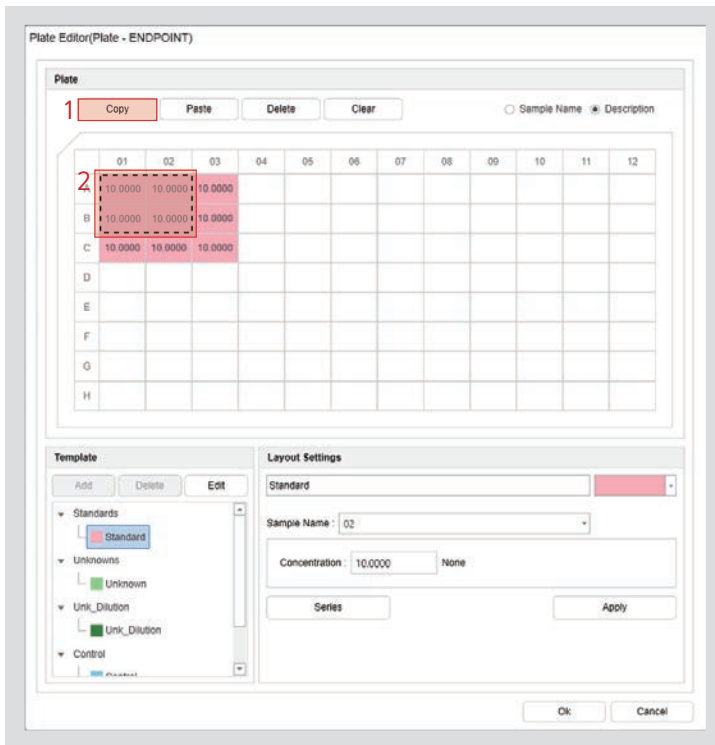 Plate Editor(Plate - ENDPOINT)
Plate
1 Copy Paste Delete Clear Sample Name Description
01 02 03 04 05 06 07 08 09 10 11 12
2
A 10.0000 10.0000 10.0000
B 10.0000 10.0000 10.0000
C 10.0000 10.0000 10.0000
D
E
F
G
H
Template
Add Delete Edit
Standards
Standard
Unknowns
Unknown
Unk_Dilution
Unk_Dilution
Control
Control
Layout Settings
Standard
Sample Name : 02
Concentration : 10.0000 None
Series Apply
Ok Cancel